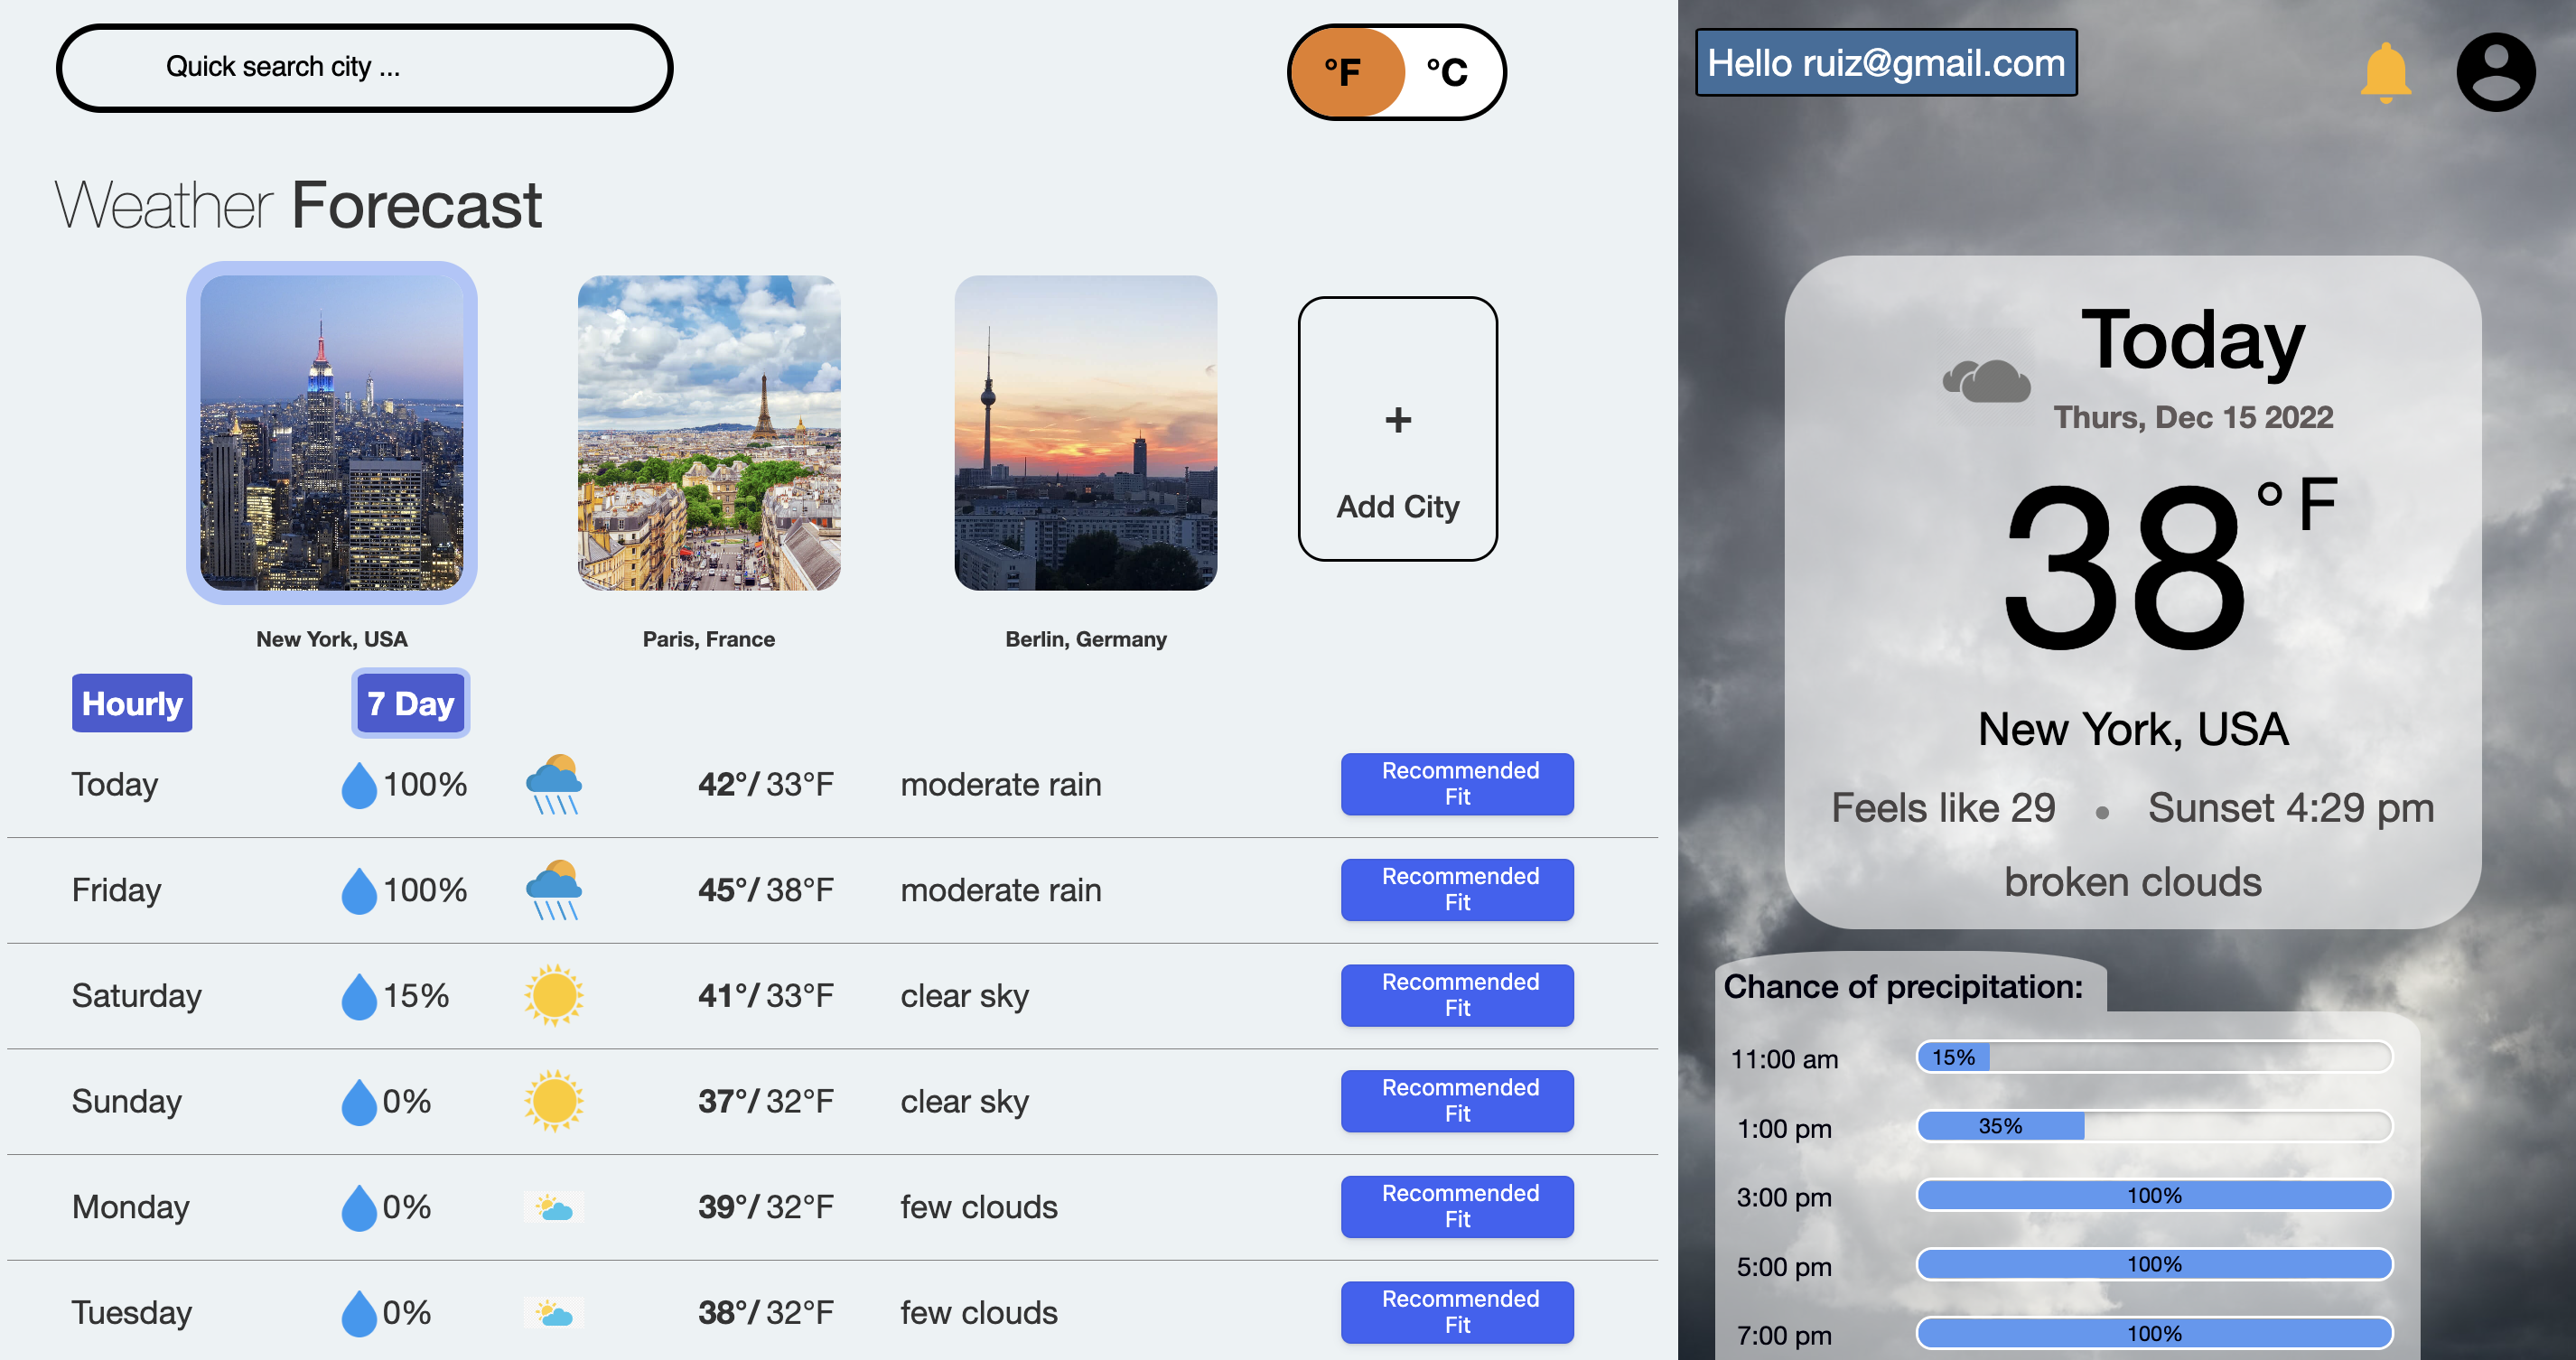 Quick search city ...
°F °C
Hello ruiz@gmail.com
Weather Forecast
+
Add City
New York, USA
Paris, France
Berlin, Germany
Hourly
7 Day
Today 100% 42°/ 33°F moderate rain Recommended Fit
Friday 100% 45°/ 38°F moderate rain Recommended Fit
Saturday 15% 41°/ 33°F clear sky Recommended Fit
Sunday 0% 37°/ 32°F clear sky Recommended Fit
Monday 0% 39°/ 32°F few clouds Recommended Fit
Tuesday 0% 38°/ 32°F few clouds Recommended Fit
Today
Thurs, Dec 15 2022
38°F
New York, USA
Feels like 29 • Sunset 4:29 pm
broken clouds
Chance of precipitation:
11:00 am 15%
1:00 pm 35%
3:00 pm 100%
5:00 pm 100%
7:00 pm 100%